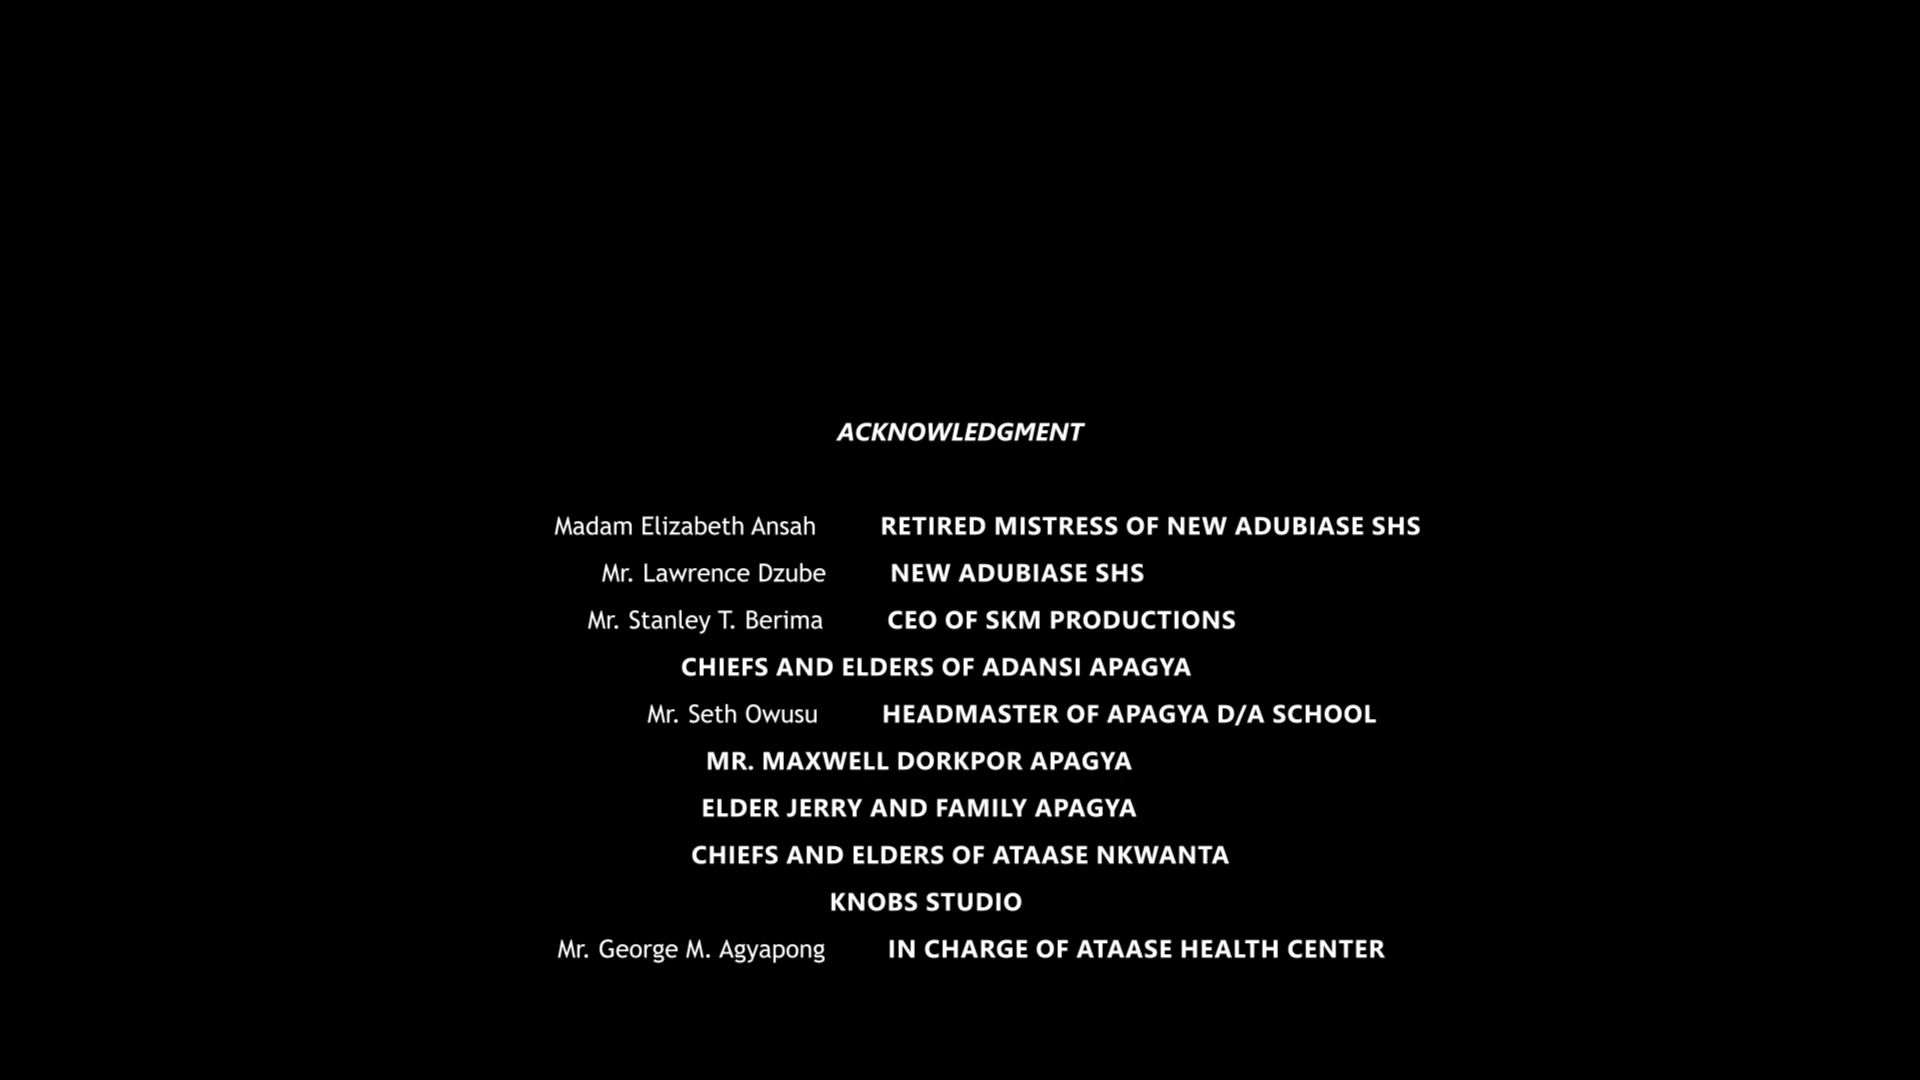 ACKNOWLEDGMENT
Madam Elizabeth Ansah RETIRED MISTRESS OF NEW ADUBIASE SHS
Mr. Lawrence Dzube NEW ADUBIASE SHS
Mr. Stanley T. Berima CEO OF SKM PRODUCTIONS
CHIEFS AND ELDERS OF ADANSI APAGYA
Mr. Seth Owusu HEADMASTER OF APAGYA D/A SCHOOL
MR. MAXWELL DORKPOR APAGYA
ELDER JERRY AND FAMILY APAGYA
CHIEFS AND ELDERS OF ATAASE NKWANTA
KNOBS STUDIO
Mr. George M. Agyapong IN CHARGE OF ATAASE HEALTH CENTER